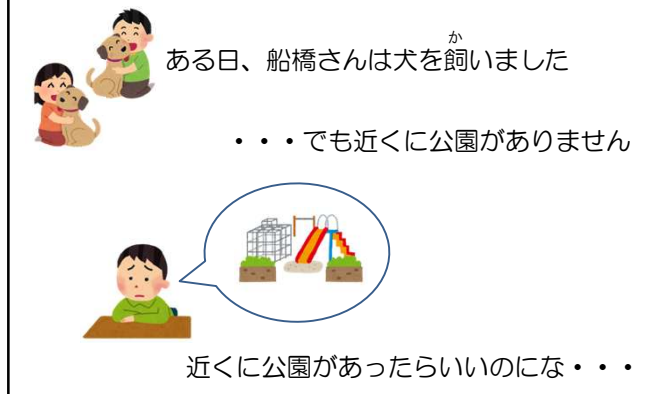 か
ある日、船橋さんは犬を飼いました
・・・でも近くに公園がありません
近くに公園があったらいいのにな・・・